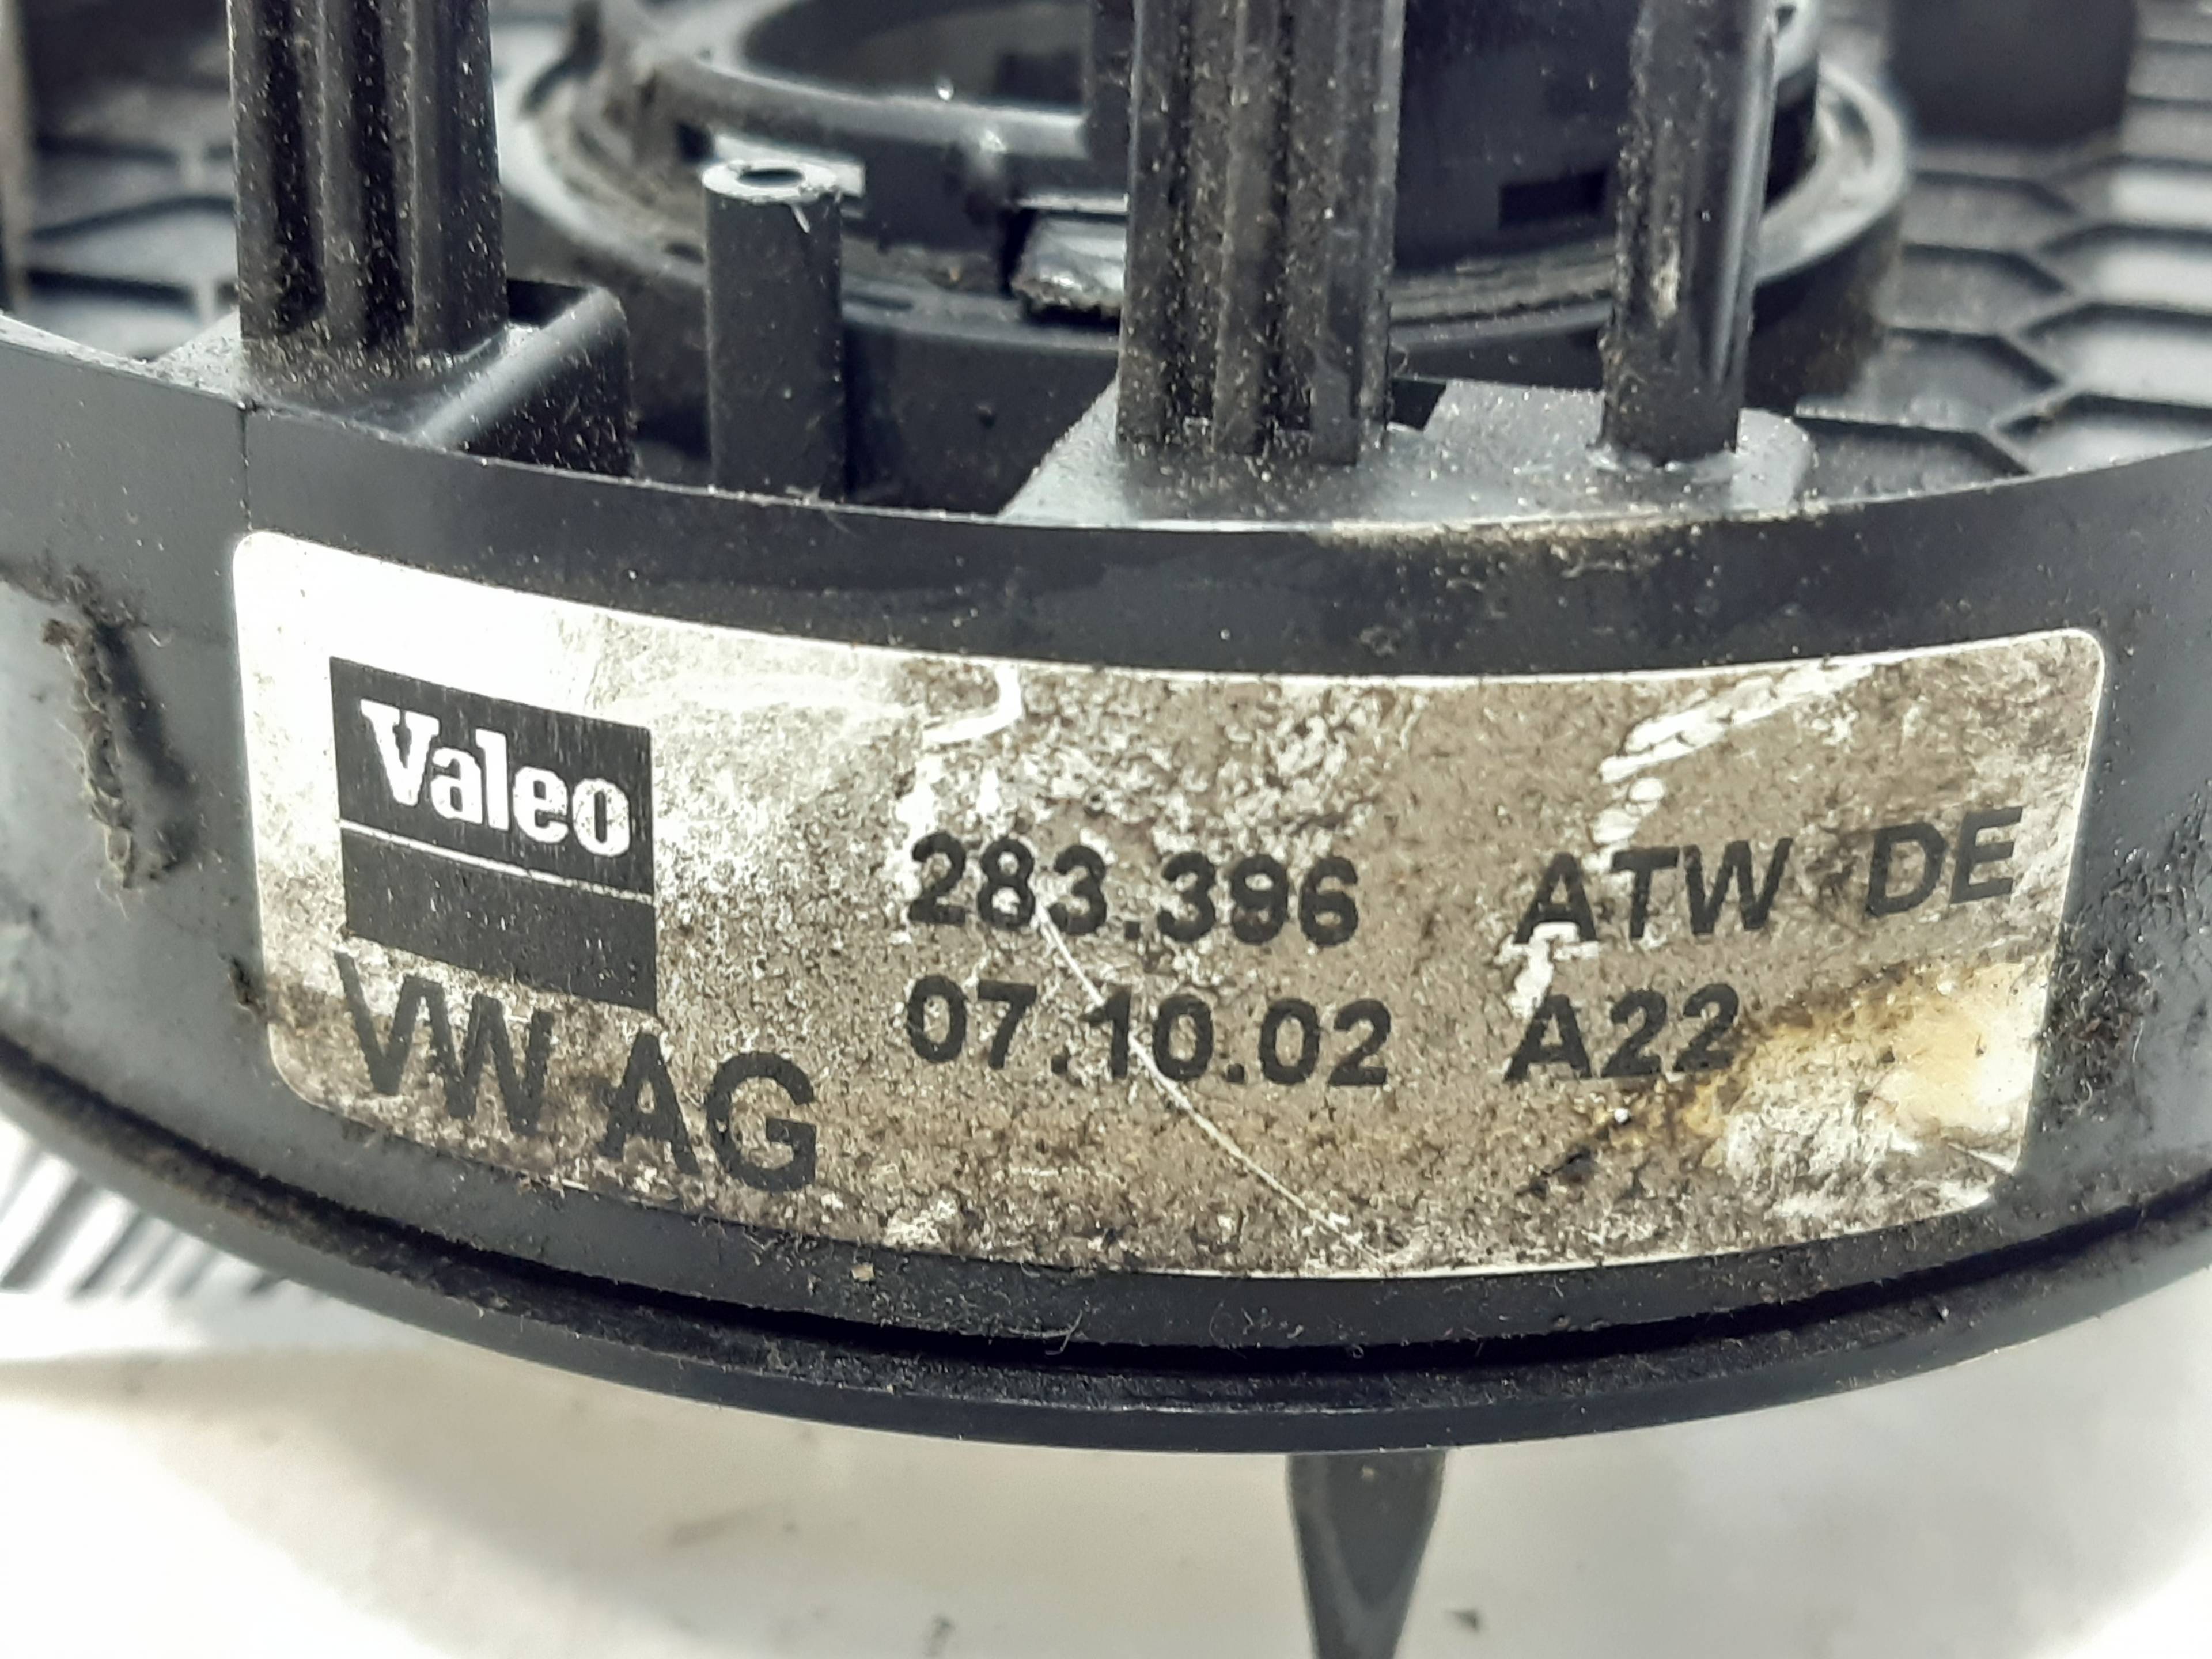 Valeo
283.396 ATW DE
07.10.02 A22
VW AG